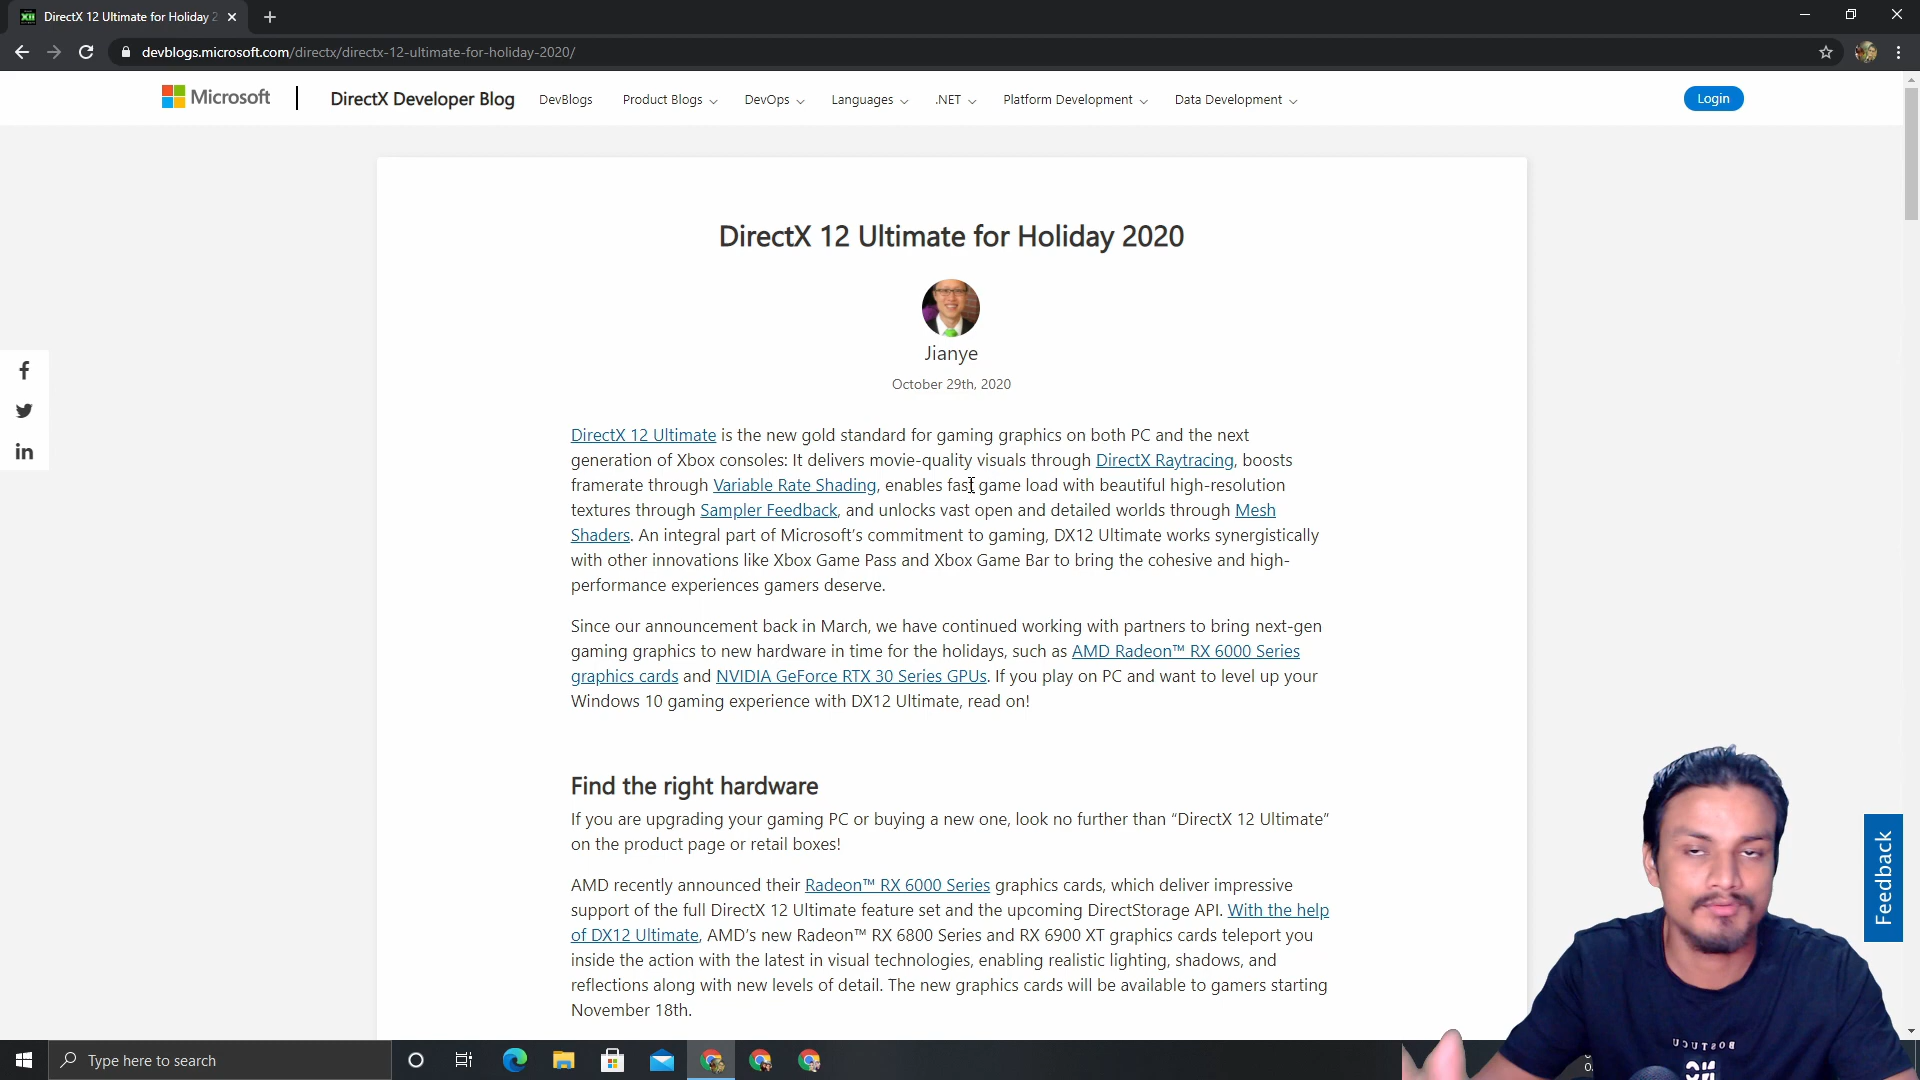 DirectX 12 Ultimate for Holiday 2
devblogs.microsoft.com/directx/directx-12-ultimate-for-holiday-2020/
Microsoft
DirectX Developer Blog
DevBlogs
Product Blogs
DevOps
Languages
.NET
Platform Development
Data Development
Login
DirectX 12 Ultimate for Holiday 2020
Jianye
October 29th, 2020
DirectX 12 Ultimate is the new gold standard for gaming graphics on both PC and the next
generation of Xbox consoles: It delivers movie-quality visuals through DirectX Raytracing, boosts
framerate through Variable Rate Shading, enables fast game load with beautiful high-resolution
textures through Sampler Feedback, and unlocks vast open and detailed worlds through Mesh
Shaders. An integral part of Microsoft's commitment to gaming, DX12 Ultimate works synergistically
with other innovations like Xbox Game Pass and Xbox Game Bar to bring the cohesive and high-
performance experiences gamers deserve.
Since our announcement back in March, we have continued working with partners to bring next-gen
gaming graphics to new hardware in time for the holidays, such as AMD Radeon™ RX 6000 Series
graphics cards and NVIDIA GeForce RTX 30 Series GPUs. If you play on PC and want to level up your
Windows 10 gaming experience with DX12 Ultimate, read on!
Find the right hardware
If you are upgrading your gaming PC or buying a new one, look no further than “DirectX 12 Ultimate”
on the product page or retail boxes!
AMD recently announced their Radeon™ RX 6000 Series graphics cards, which deliver impressive
support of the full DirectX 12 Ultimate feature set and the upcoming DirectStorage API. With the help
of DX12 Ultimate, AMD's new Radeon™ RX 6800 Series and RX 6900 XT graphics cards teleport you
inside the action with the latest in visual technologies, enabling realistic lighting, shadows, and
reflections along with new levels of detail. The new graphics cards will be available to gamers starting
November 18th.
Feedback
Type here to search